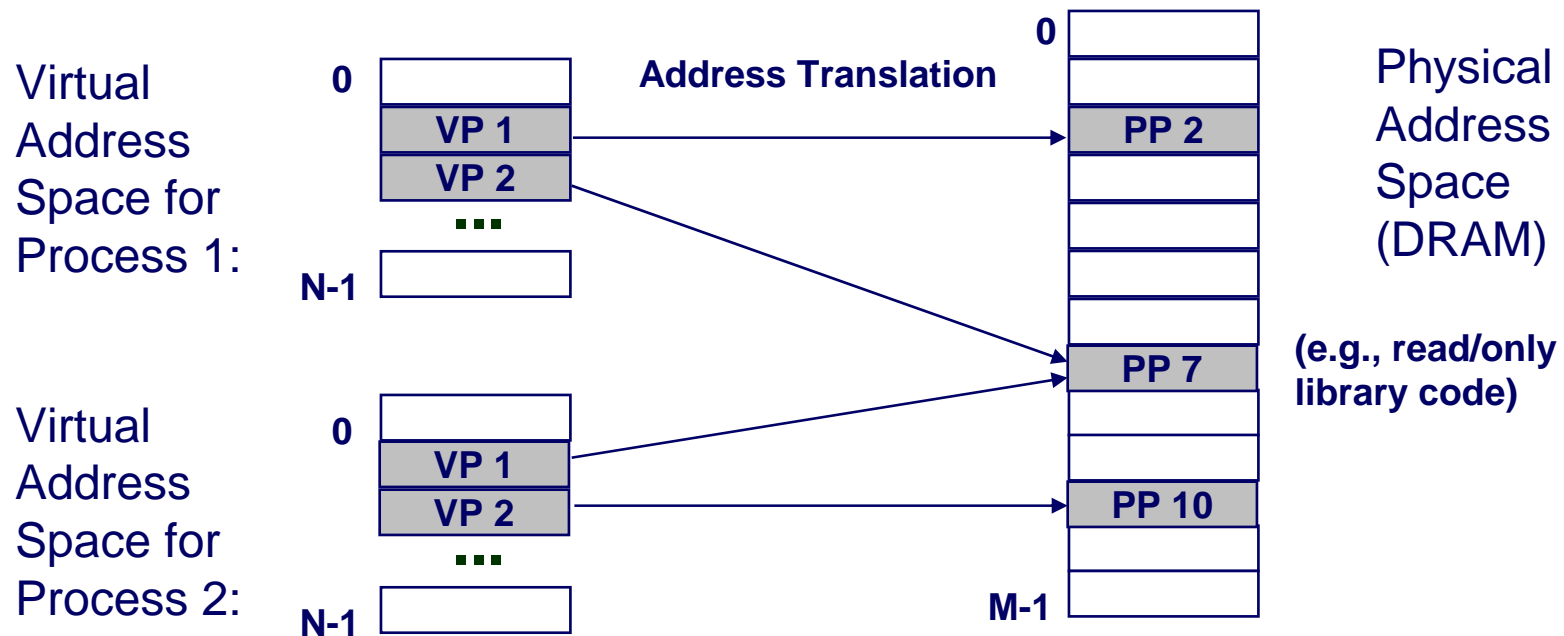 Virtual
Address
Space for
Process 1:
0
VP 1
VP 2
...
N-1
Address Translation
Virtual
Address
Space for
Process 2:
0
VP 1
VP 2
...
N-1
0
PP 2
PP 7
PP 10
M-1
Physical
Address
Space
(DRAM)
(e.g., read/only
library code)